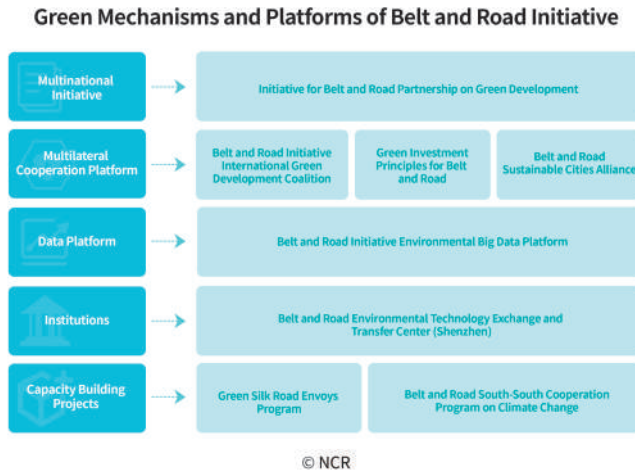 Green Mechanisms and Platforms of Belt and Road Initiative
Multinational
Initiative
Initiative for Belt and Road Partnership on Green Development
Multilateral
Cooperation Platform
Belt and Road Initiative
International Green
Development Coalition
Green Investment
Principles for Belt
and Road
Belt and Road
Sustainable Cities Alliance
Data Platform
Belt and Road Initiative Environmental Big Data Platform
Institutions
Belt and Road Environmental Technology Exchange and
Transfer Center (Shenzhen)
Capacity Building
Projects
Green Silk Road Envoys
Program
Belt and Road South-South Cooperation
Program on Climate Change
© NCR